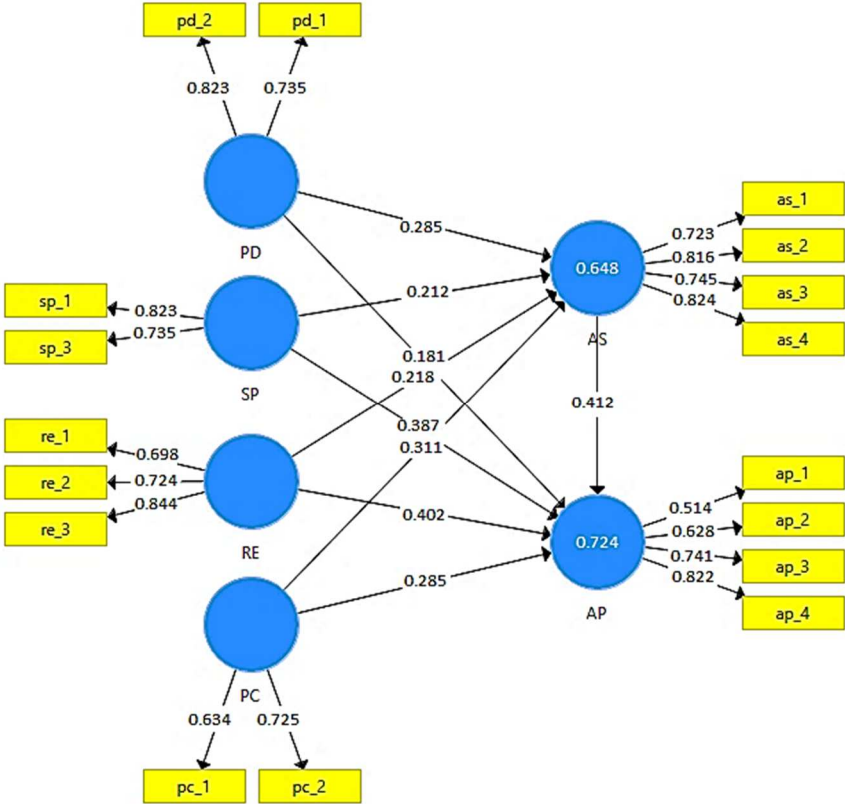 pd_2 pd_1
0.823 0.735
PD
0.285
sp_1
sp_3
0.823
0.735
SP
0.212
0.181
0.218
0.387
0.311
re_1
re_2
re_3
0.698
0.724
0.844
RE
0.402
0.285
PC
0.634 0.725
pc_1 pc_2
0.648
AS
0.723
0.816
0.745
0.824
as_1
as_2
as_3
as_4
0.412
0.724
AP
0.514
0.628
0.741
0.822
ap_1
ap_2
ap_3
ap_4